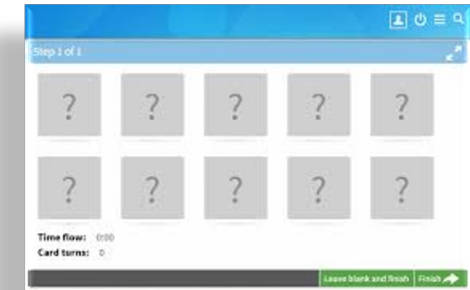 Step 1 of 1
? ? ? ? ?
? ? ? ? ?
Time flow: 0:00
Card turns: 0
Leave blank and finish Finish